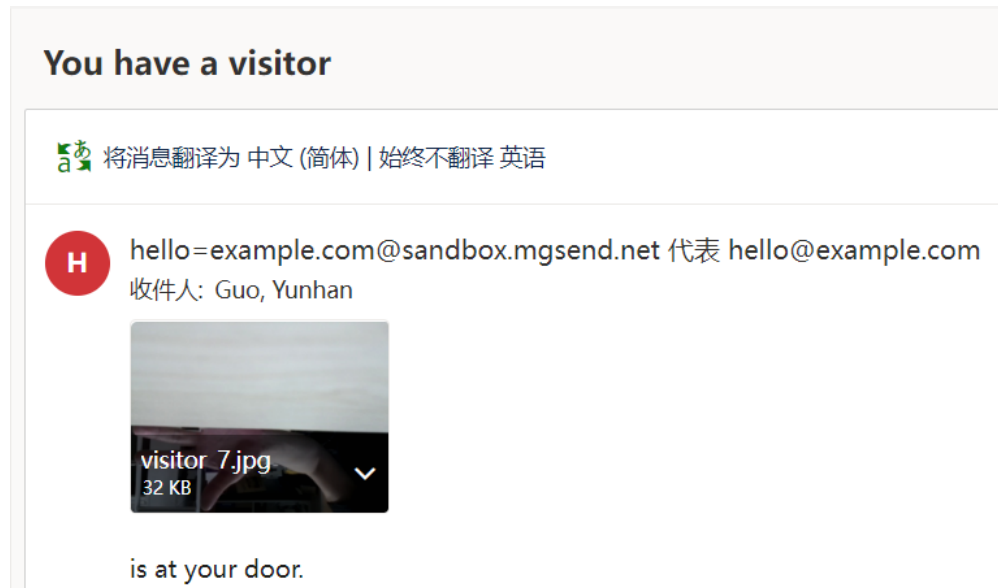 You have a visitor
将消息翻译为 中文 (简体) | 始终不翻译 英语
H
hello=example.com@sandbox.mgsend.net 代表 hello@example.com
收件人: Guo, Yunhan
visitor_7.jpg
32 KB
is at your door.